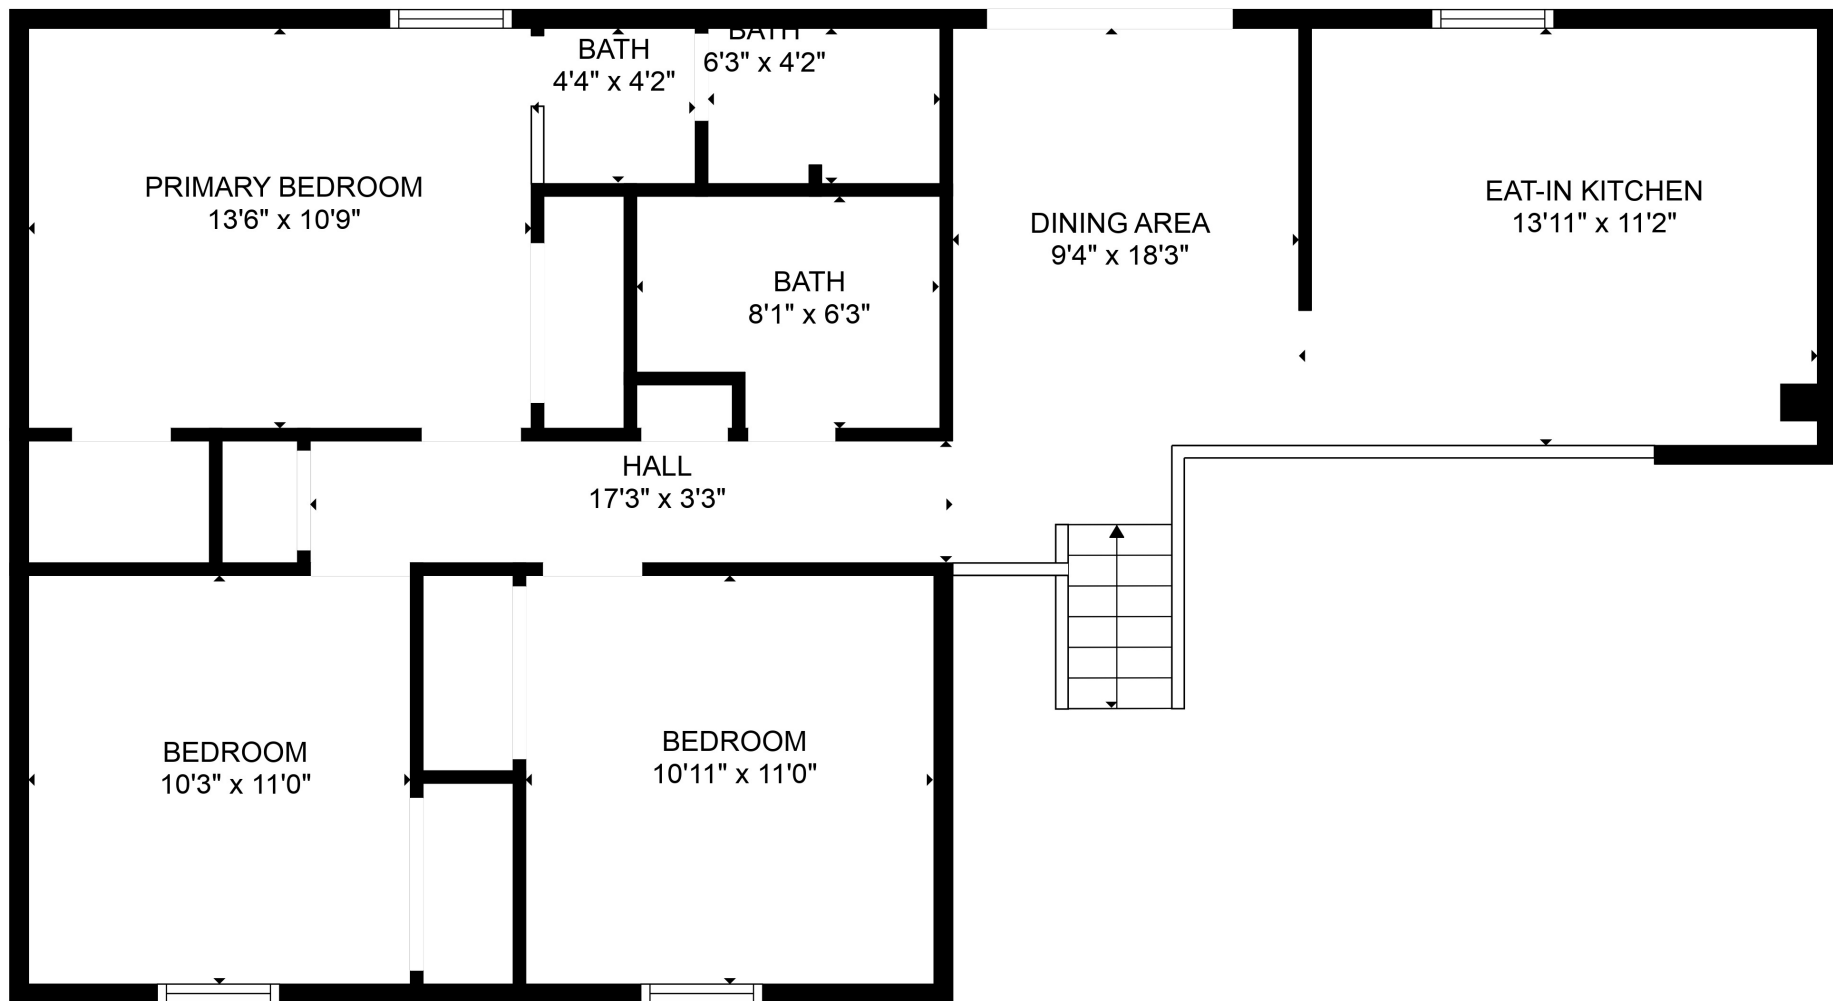 BATH
4'4" x 4'2"
BATH
6'3" x 4'2"
PRIMARY BEDROOM
13'6" x 10'9"
EAT-IN KITCHEN
13'11" x 11'2"
DINING AREA
9'4" x 18'3"
BATH
8'1" x 6'3"
HALL
17'3" x 3'3"
BEDROOM
10'3" x 11'0"
BEDROOM
10'11" x 11'0"